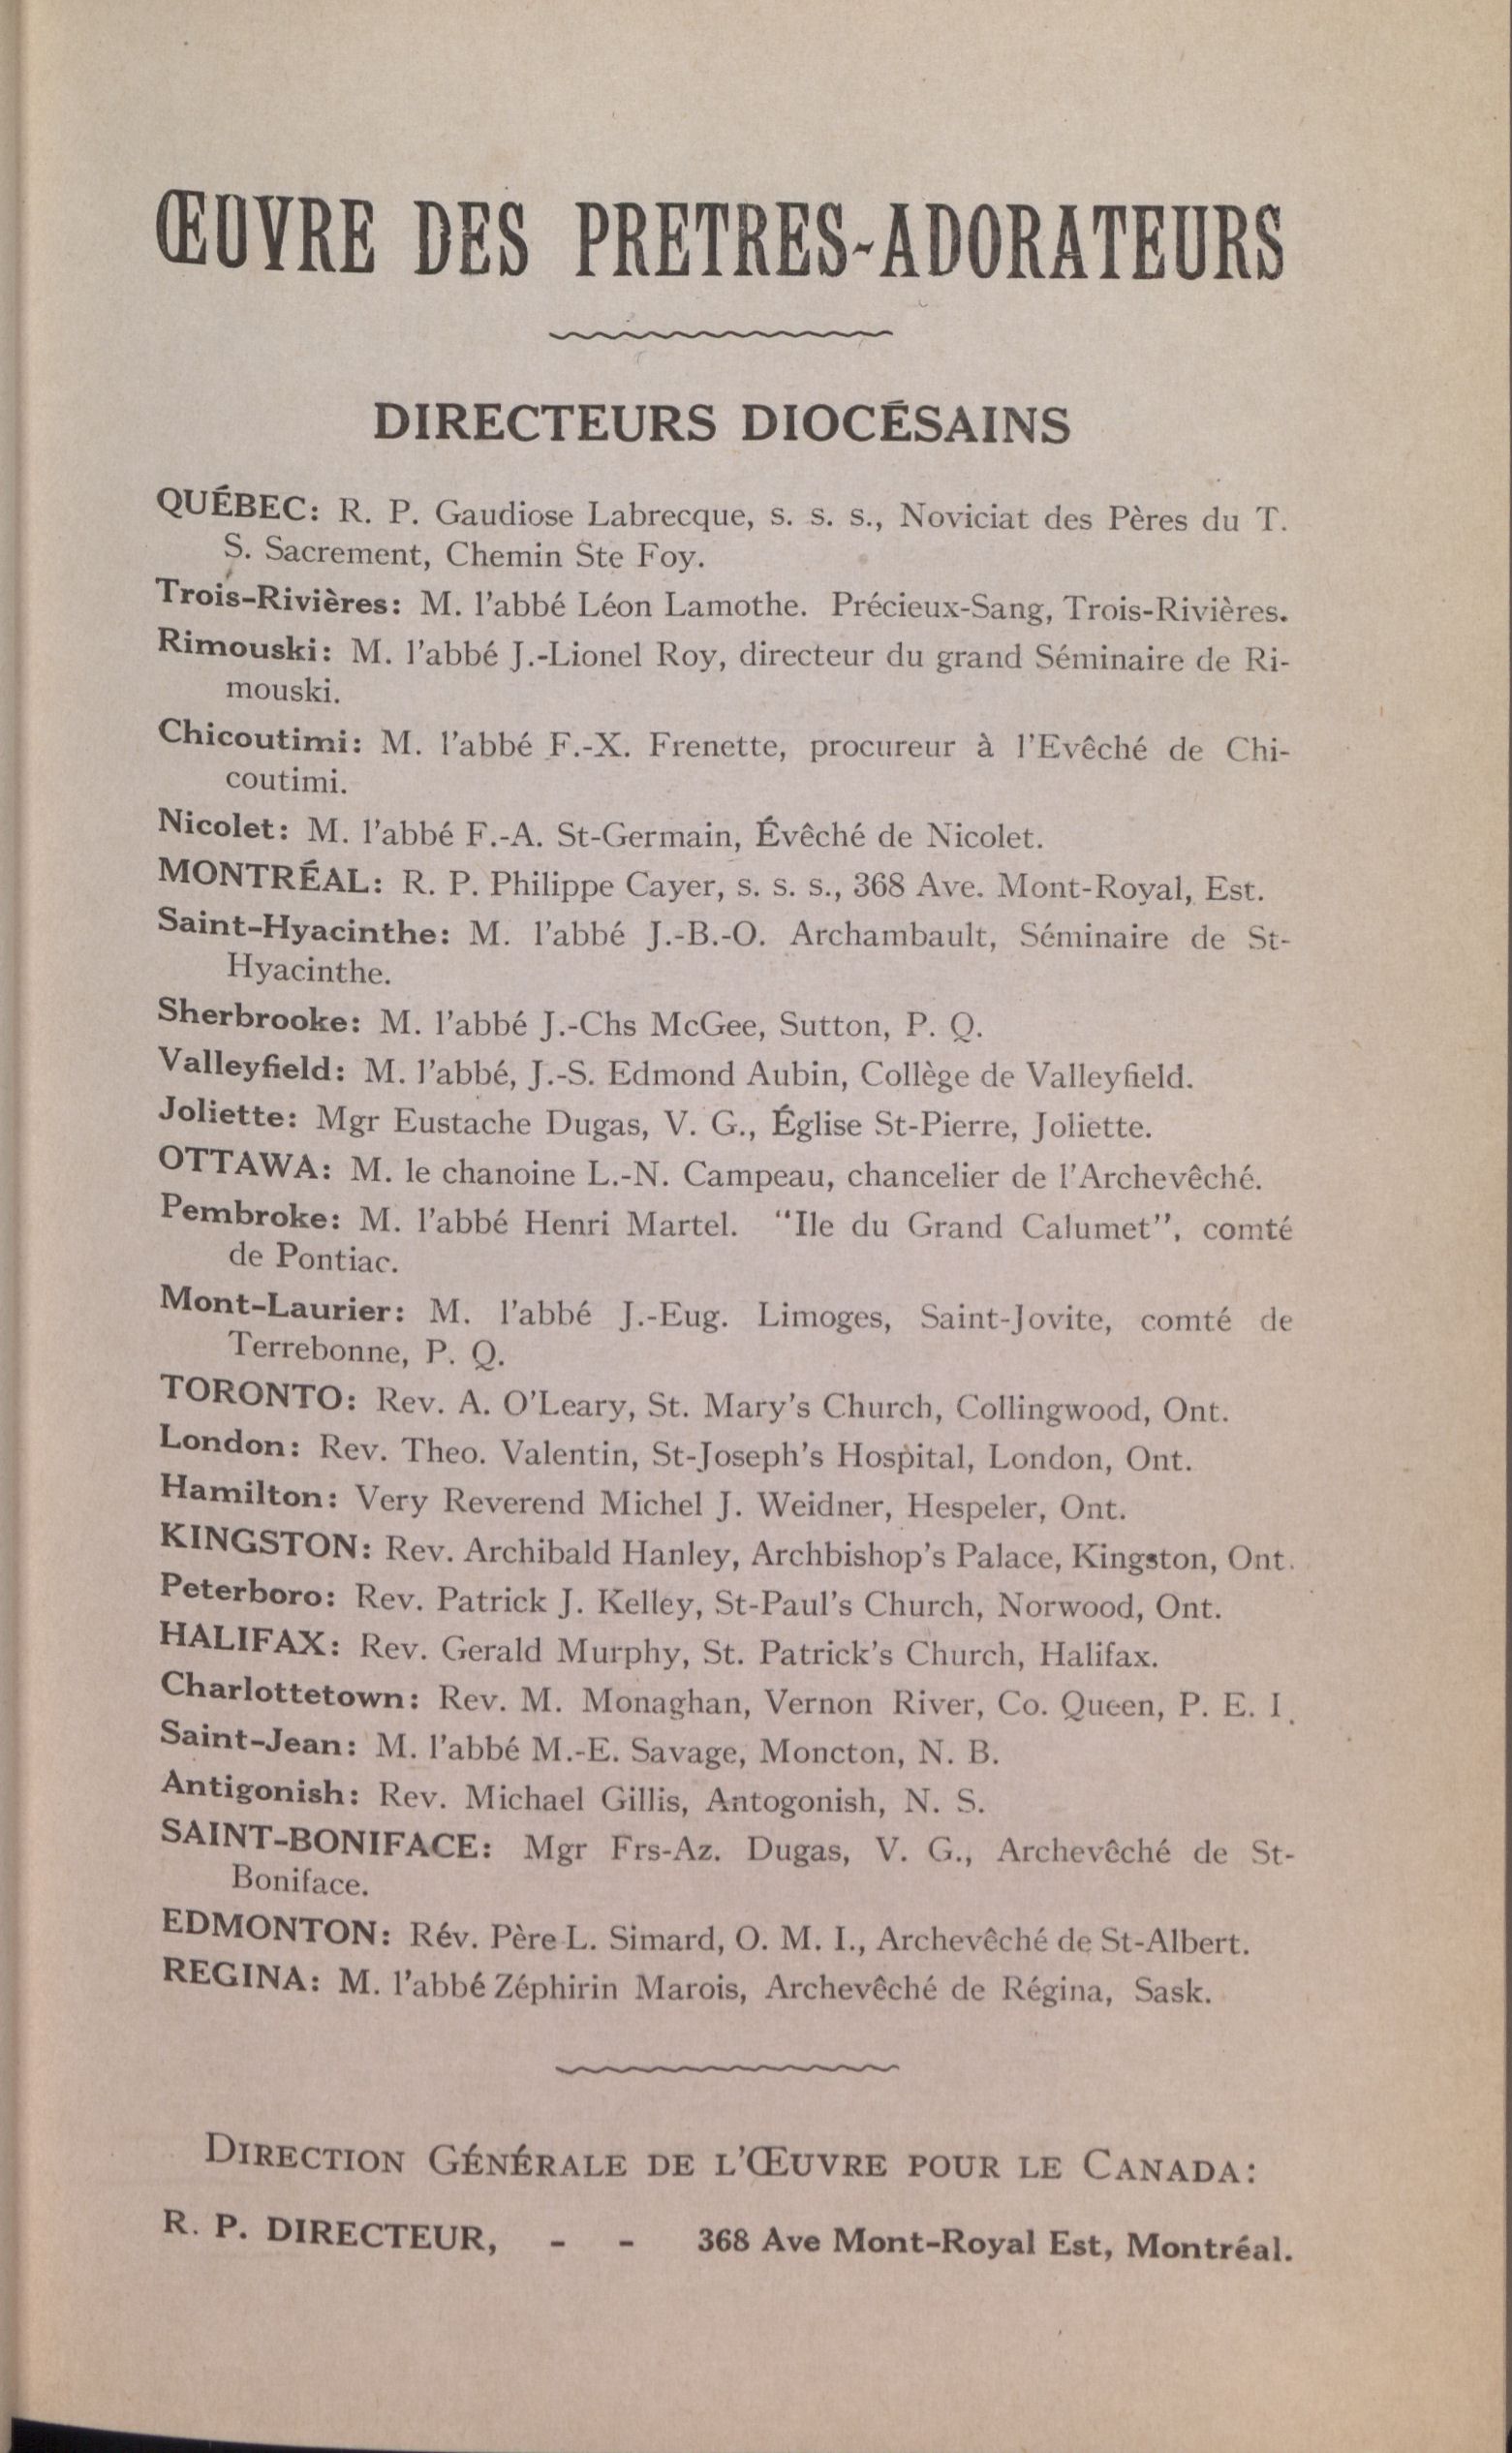 ŒUVRE DES PRETRES-ADORATEURS
DIRECTEURS DIOCÉSAINS
QUÉBEC: R. P. Gaudiose Labrecque, s. s. s., Noviciat des Pères du T.
S. Sacrement, Chemin Ste Foy.
Trois-Rivières: M. l'abbé Léon Lamothe. Précieux-Sang, Trois-Rivières.
Rimouski: M. l'abbé J.-Lionel Roy, directeur du grand Séminaire de Ri-
mouski.
Chicoutimi: M. l'abbé F.-X. Frenette, procureur à l'Evêché de Chi-
coutimi.
Nicolet: M. l'abbé F.-A. St-Germain, Évêché de Nicolet.
MONTRÉAL: R. P. Philippe Cayer, s. s. s., 368 Ave. Mont-Royal, Est.
Saint-Hyacinthe: M. l'abbé J.-B.-O. Archambault, Séminaire de St-
Hyacinthe.
Sherbrooke: M. l'abbé J.-Chs McGee, Sutton, P. Q.
Valleyfield: M. l'abbé, J.-S. Edmond Aubin, Collège de Valleyfield.
Joliette: Mgr Eustache Dugas, V. G., Église St-Pierre, Joliette.
OTTAWA: M. le chanoine L.-N. Campeau, chancelier de l'Archevêché.
Pembroke: M. l'abbé Henri Martel. "Ile du Grand Calumet", comté
de Pontiac.
Mont-Laurier: M. l'abbé J.-Eug. Limoges, Saint-Jovite, comté de
Terrebonne, P. Q.
TORONTO: Rev. A. O'Leary, St. Mary's Church, Collingwood, Ont.
London: Rev. Theo. Valentin, St-Joseph's Hospital, London, Ont.
Hamilton: Very Reverend Michel J. Weidner, Hespeler, Ont.
KINGSTON: Rev. Archibald Hanley, Archbishop's Palace, Kingston, Ont.
Peterboro: Rev. Patrick J. Kelley, St-Paul's Church, Norwood, Ont.
HALIFAX: Rev. Gerald Murphy, St. Patrick's Church, Halifax.
Charlottetown: Rev. M. Monaghan, Vernon River, Co. Queen, P. E. I.
Saint-Jean: M. l'abbé M.-E. Savage, Moncton, N. B.
Antigonish: Rev. Michael Gillis, Antogonish, N. S.
SAINT-BONIFACE: Mgr Frs-Az. Dugas, V. G., Archevêché de St-
Boniface.
EDMONTON: Rév. Père L. Simard, O. M. I., Archevêché de St-Albert.
REGINA: M. l'abbé Zéphirin Marois, Archevêché de Régina, Sask.
DIRECTION GÉNÉRALE DE L'ŒUVRE POUR LE CANADA:
R. P. DIRECTEUR, - - 368 Ave Mont-Royal Est, Montréal.